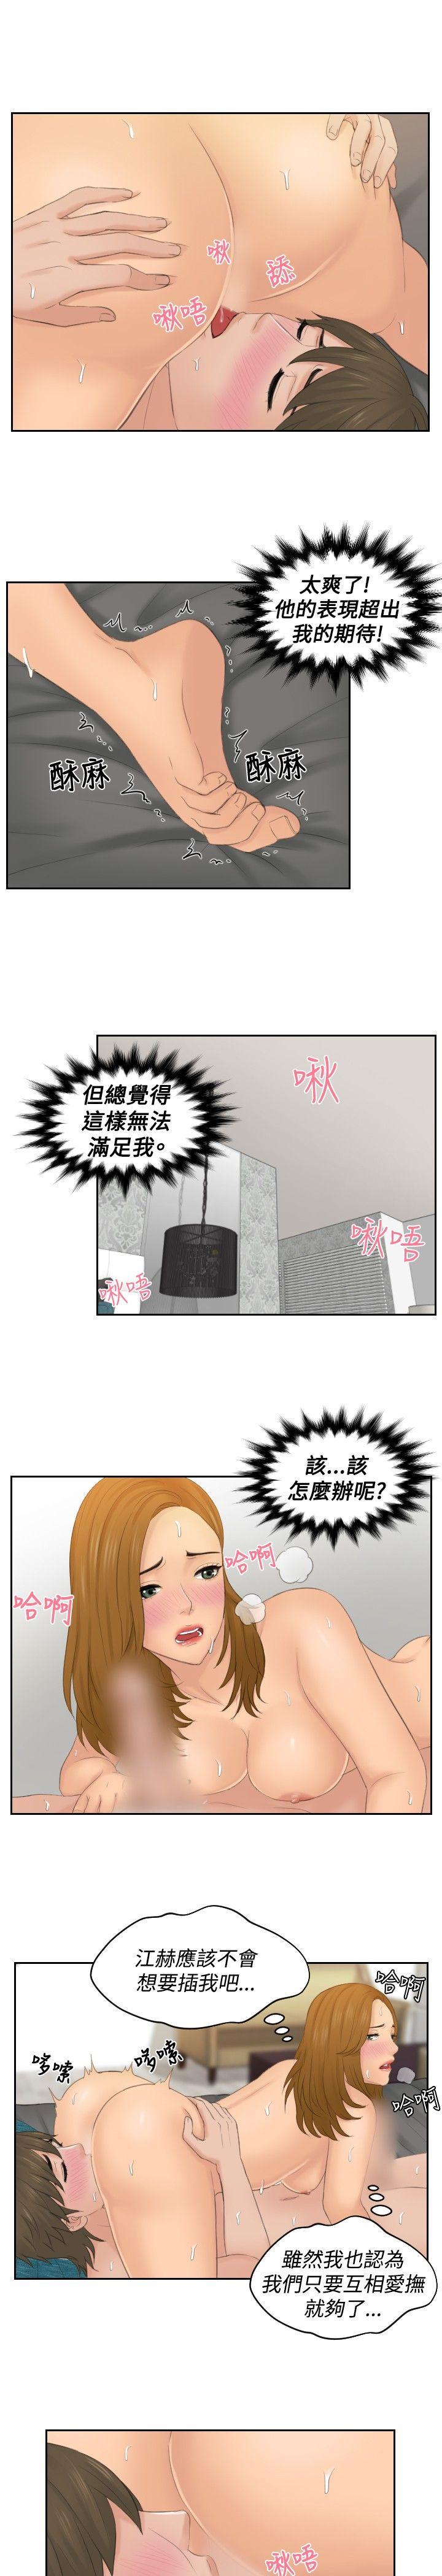 啾
舔
啾唔
太爽了!
他的表現超出
我的期待!
酥麻
酥麻
但總覺得
這樣無法
滿足我。
啾
啾唔
啾唔
該...該
怎麼辦呢?
哈啊
哈啊
江赫應該不會
想要插我吧...
哈啊
哆嗦
哆嗦
哈啊
雖然我也認為
我們只要互相愛撫
就夠了...
啾唔